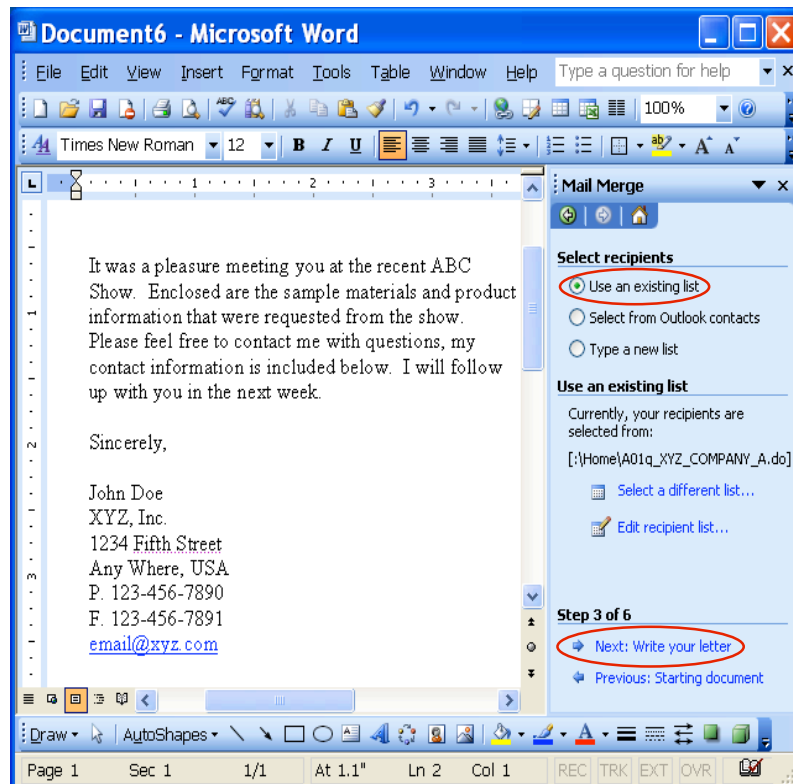 Document6 - Microsoft Word
File Edit View Insert Format Tools Table Window Help Type a question for help
100%
Times New Roman 12 B I U ab A A
L 1 2 3
It was a pleasure meeting you at the recent ABC
Show. Enclosed are the sample materials and product
information that were requested from the show.
Please feel free to contact me with questions, my
contact information is included below. I will follow
up with you in the next week.
Sincerely,
John Doe
XYZ, Inc.
1234 Fifth Street
Any Where, USA
P. 123-456-7890
F. 123-456-7891
email@xyz.com
1
2
3
Mail Merge
Select recipients
Use an existing list
Select from Outlook contacts
Type a new list
Use an existing list
Currently, your recipients are
selected from:
[:\Home\A01q_XYZ_COMPANY_A.do]
Select a different list...
Edit recipient list...
Step 3 of 6
Next: Write your letter
Previous: Starting document
Draw AutoShapes A A
Page 1 Sec 1 1/1 At 1.1" Ln 2 Col 1 REC TRK EXT OVR